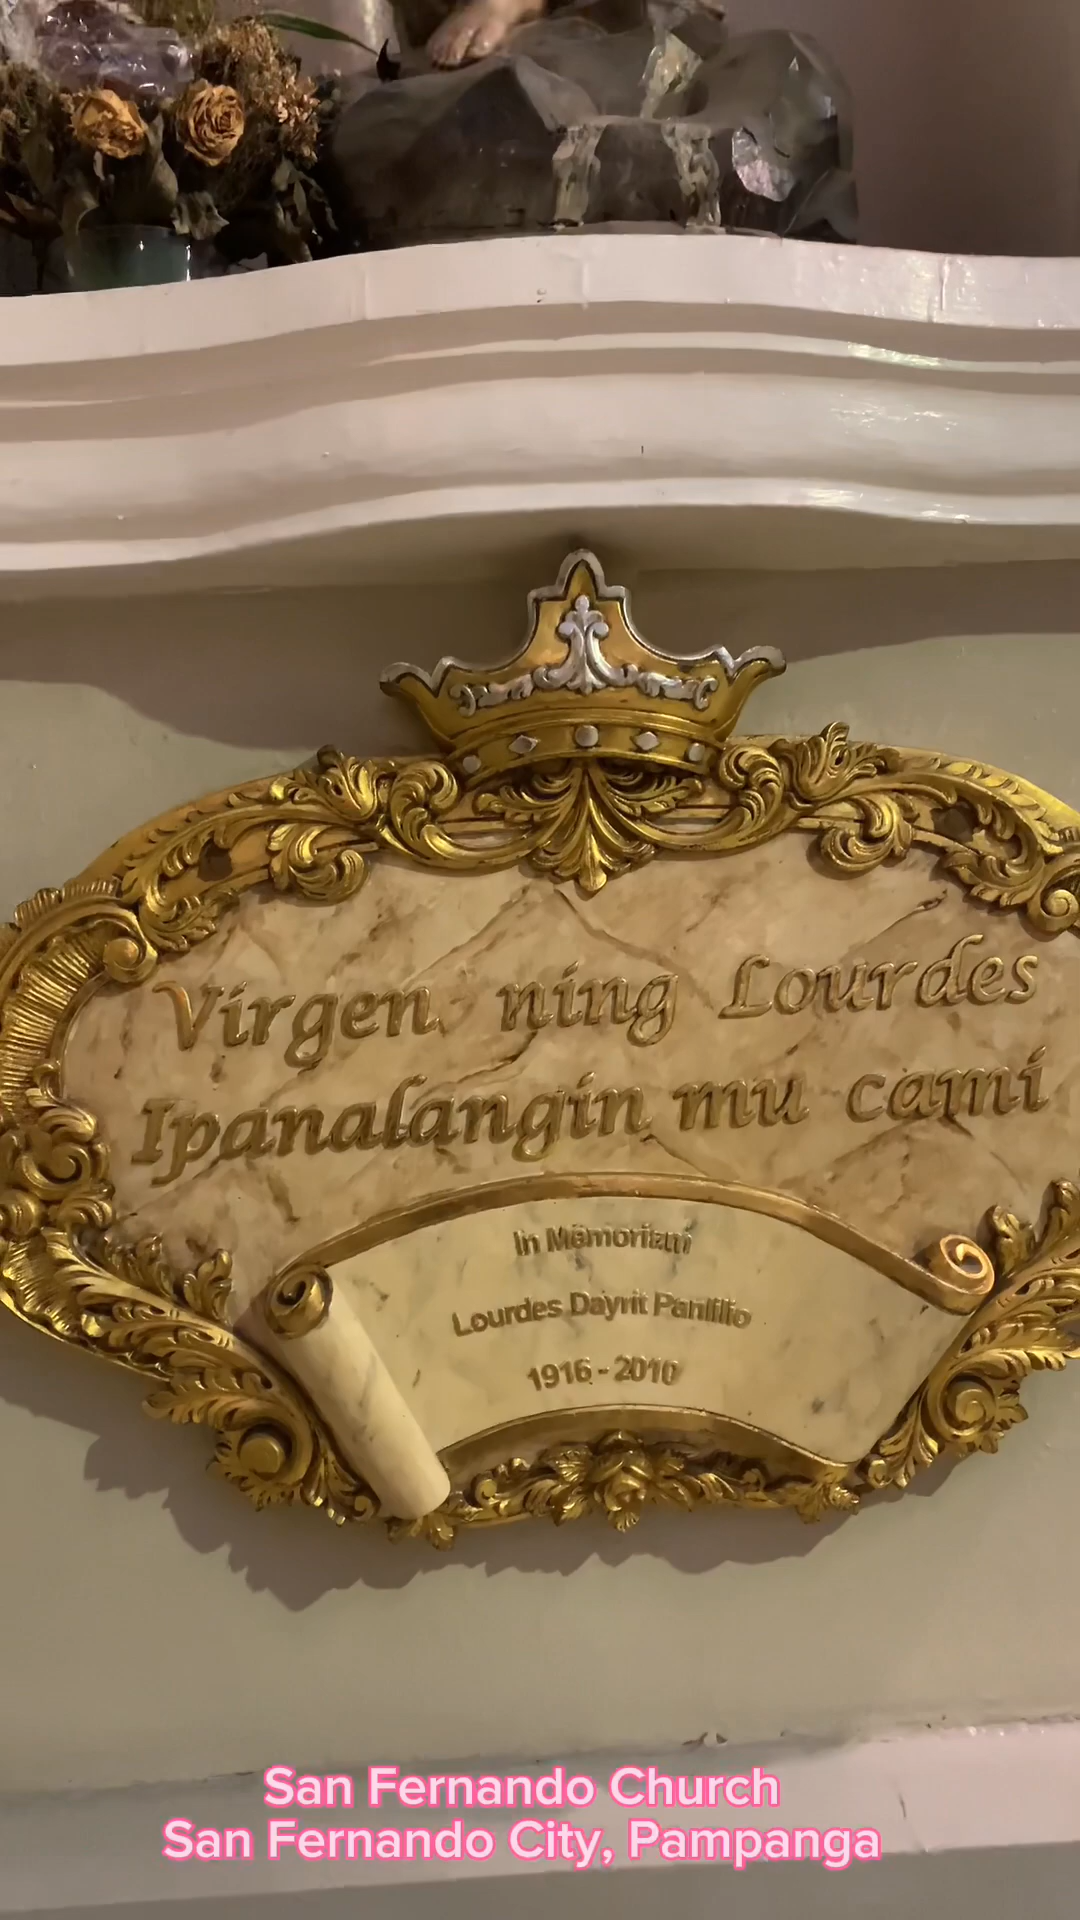 Virgen ning Lourdes
Ipanalangin mu cami
In Memoriam
Lourdes Dayrit Panlilio
1916 - 2010
San Fernando Church
San Fernando City, Pampanga